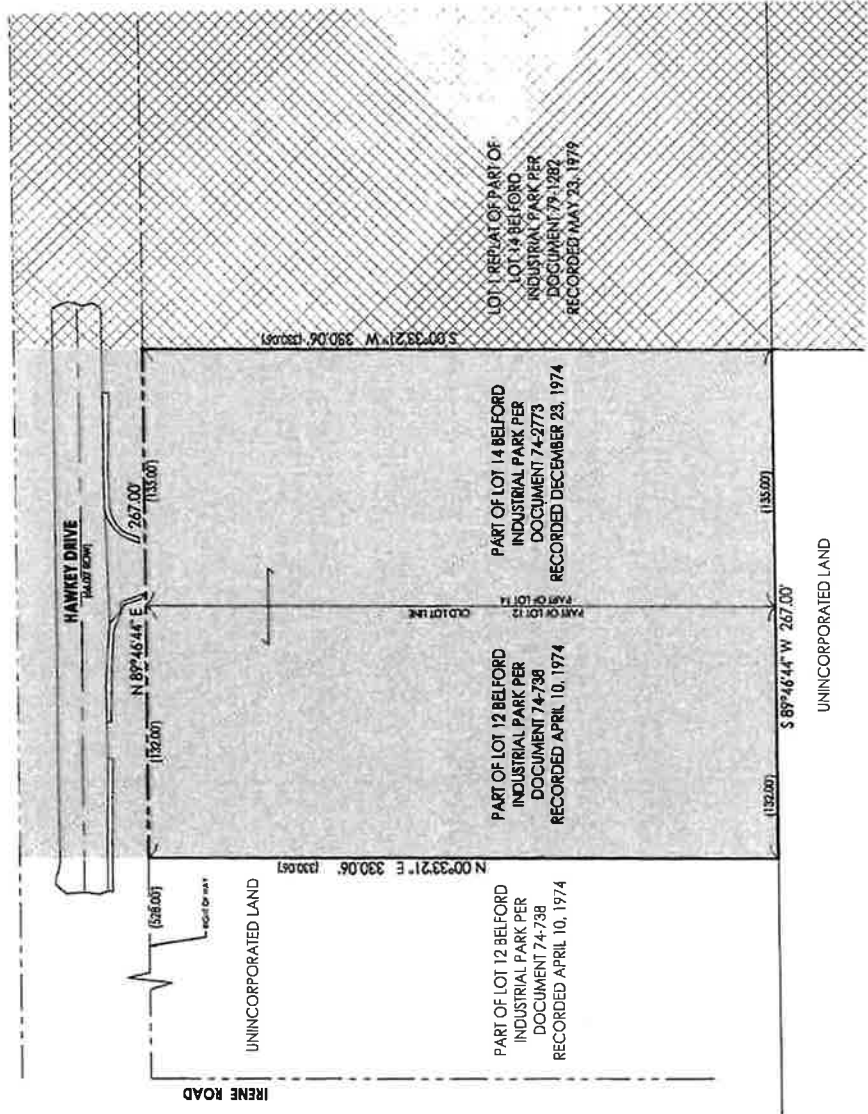 HAWKEY DRIVE
(66.00' ROW)
N 89°46'44" E
267.00'
(132.00')
(135.00')
(528.00')
RIGHT OF WAY
UNINCORPORATED LAND
IRENE ROAD
N 00°33'21" E 330.06' (330.06')
S 00°33'21" W 330.06' (330.06')
OLD LOT LINE
PART OF LOT 12
PART OF LOT 14
PART OF LOT 12 BELFORD
INDUSTRIAL PARK PER
DOCUMENT 74-738
RECORDED APRIL 10, 1974
PART OF LOT 12 BELFORD
INDUSTRIAL PARK PER
DOCUMENT 74-738
RECORDED APRIL 10, 1974
PART OF LOT 14 BELFORD
INDUSTRIAL PARK PER
DOCUMENT 74-2773
RECORDED DECEMBER 23, 1974
LOT 1 REPLAT OF PART OF
LOT 14 BELFORD
INDUSTRIAL PARK PER
DOCUMENT 79-1282
RECORDED MAY 23, 1979
(132.00')
(135.00')
S 89°46'44" W 267.00'
UNINCORPORATED LAND